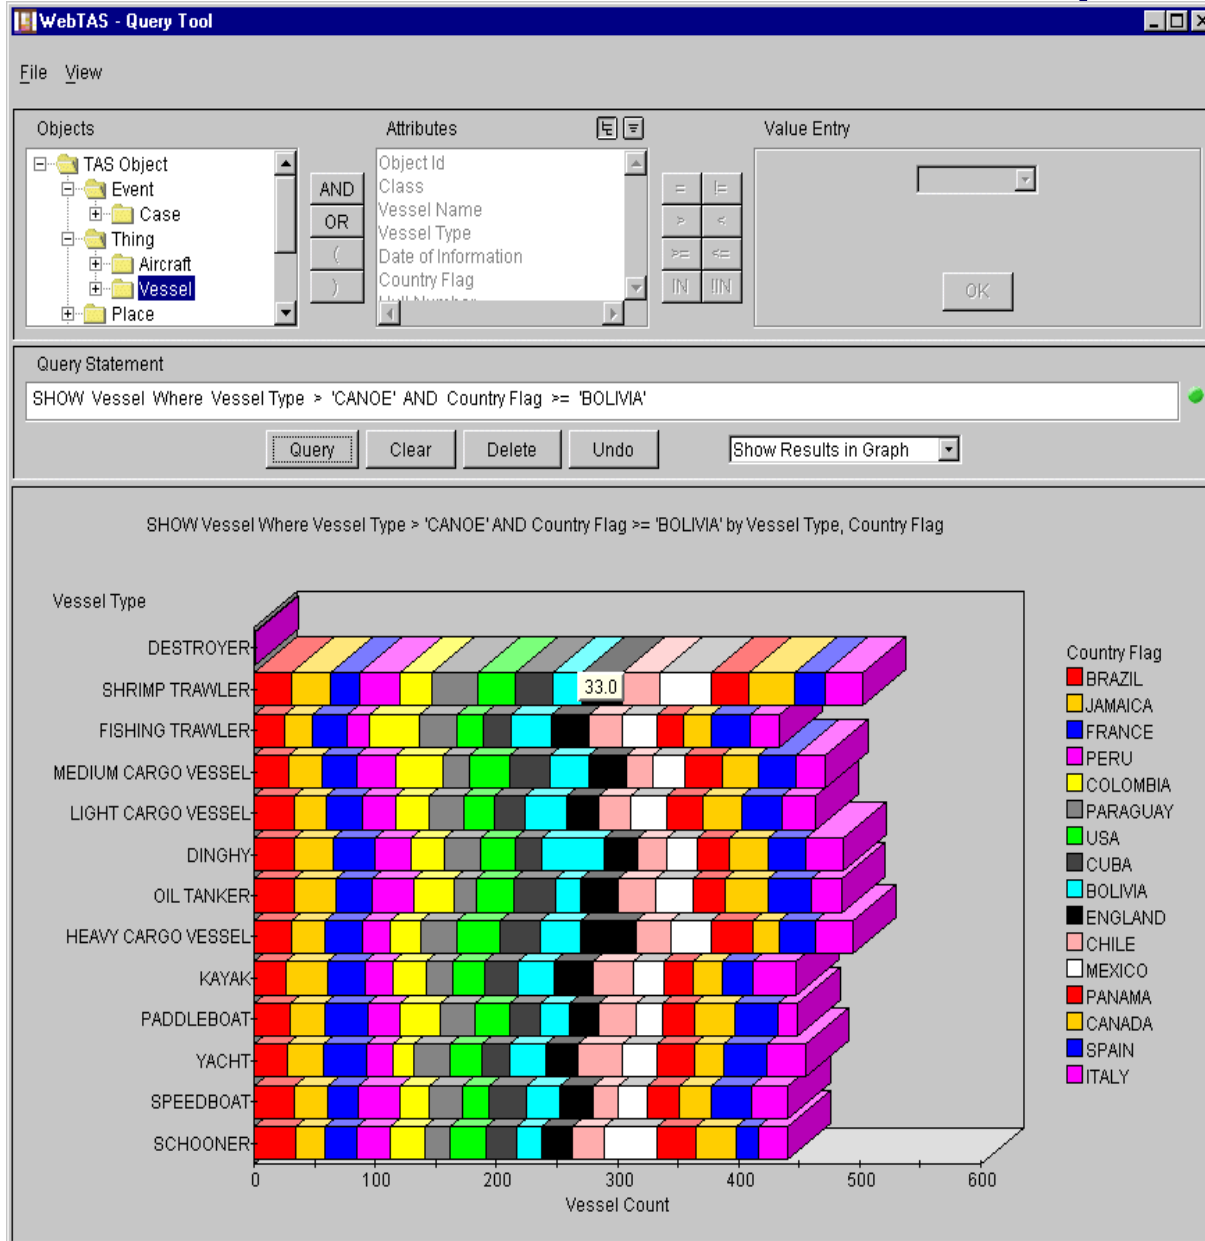 WebTAS - Query Tool
File View
Objects
Attributes
Value Entry
TAS Object
Event
Case
Thing
Aircraft
Vessel
Place
AND
OR
(
)
Object Id
Class
Vessel Name
Vessel Type
Date of Information
Country Flag
Hull Number
= !=
> <
>= <=
IN !IN
OK
Query Statement
SHOW Vessel Where Vessel Type > 'CANOE' AND Country Flag >= 'BOLIVIA'
Query Clear Delete Undo Show Results in Graph
SHOW Vessel Where Vessel Type > 'CANOE' AND Country Flag >= 'BOLIVIA' by Vessel Type, Country Flag
Vessel Type
DESTROYER
SHRIMP TRAWLER
33.0
FISHING TRAWLER
MEDIUM CARGO VESSEL
LIGHT CARGO VESSEL
DINGHY
OIL TANKER
HEAVY CARGO VESSEL
KAYAK
PADDLEBOAT
YACHT
SPEEDBOAT
SCHOONER
0 100 200 300 400 500 600
Vessel Count
Country Flag
BRAZIL
JAMAICA
FRANCE
PERU
COLOMBIA
PARAGUAY
USA
CUBA
BOLIVIA
ENGLAND
CHILE
MEXICO
PANAMA
CANADA
SPAIN
ITALY